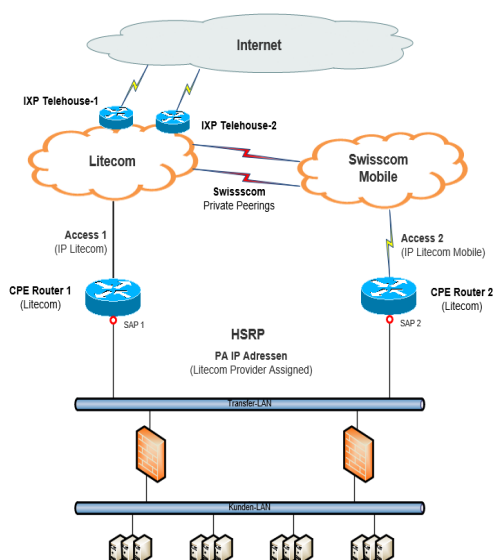 Internet
IXP Telehouse-1
IXP Telehouse-2
Litecom
Swisscom
Mobile
Swissscom
Private Peerings
Access 1
(IP Litecom)
Access 2
(IP Litecom Mobile)
CPE Router 1
(Litecom)
CPE Router 2
(Litecom)
SAP 1
SAP 2
HSRP
PA IP Adressen
(Litecom Provider Assigned)
Transfer-LAN
Kunden-LAN